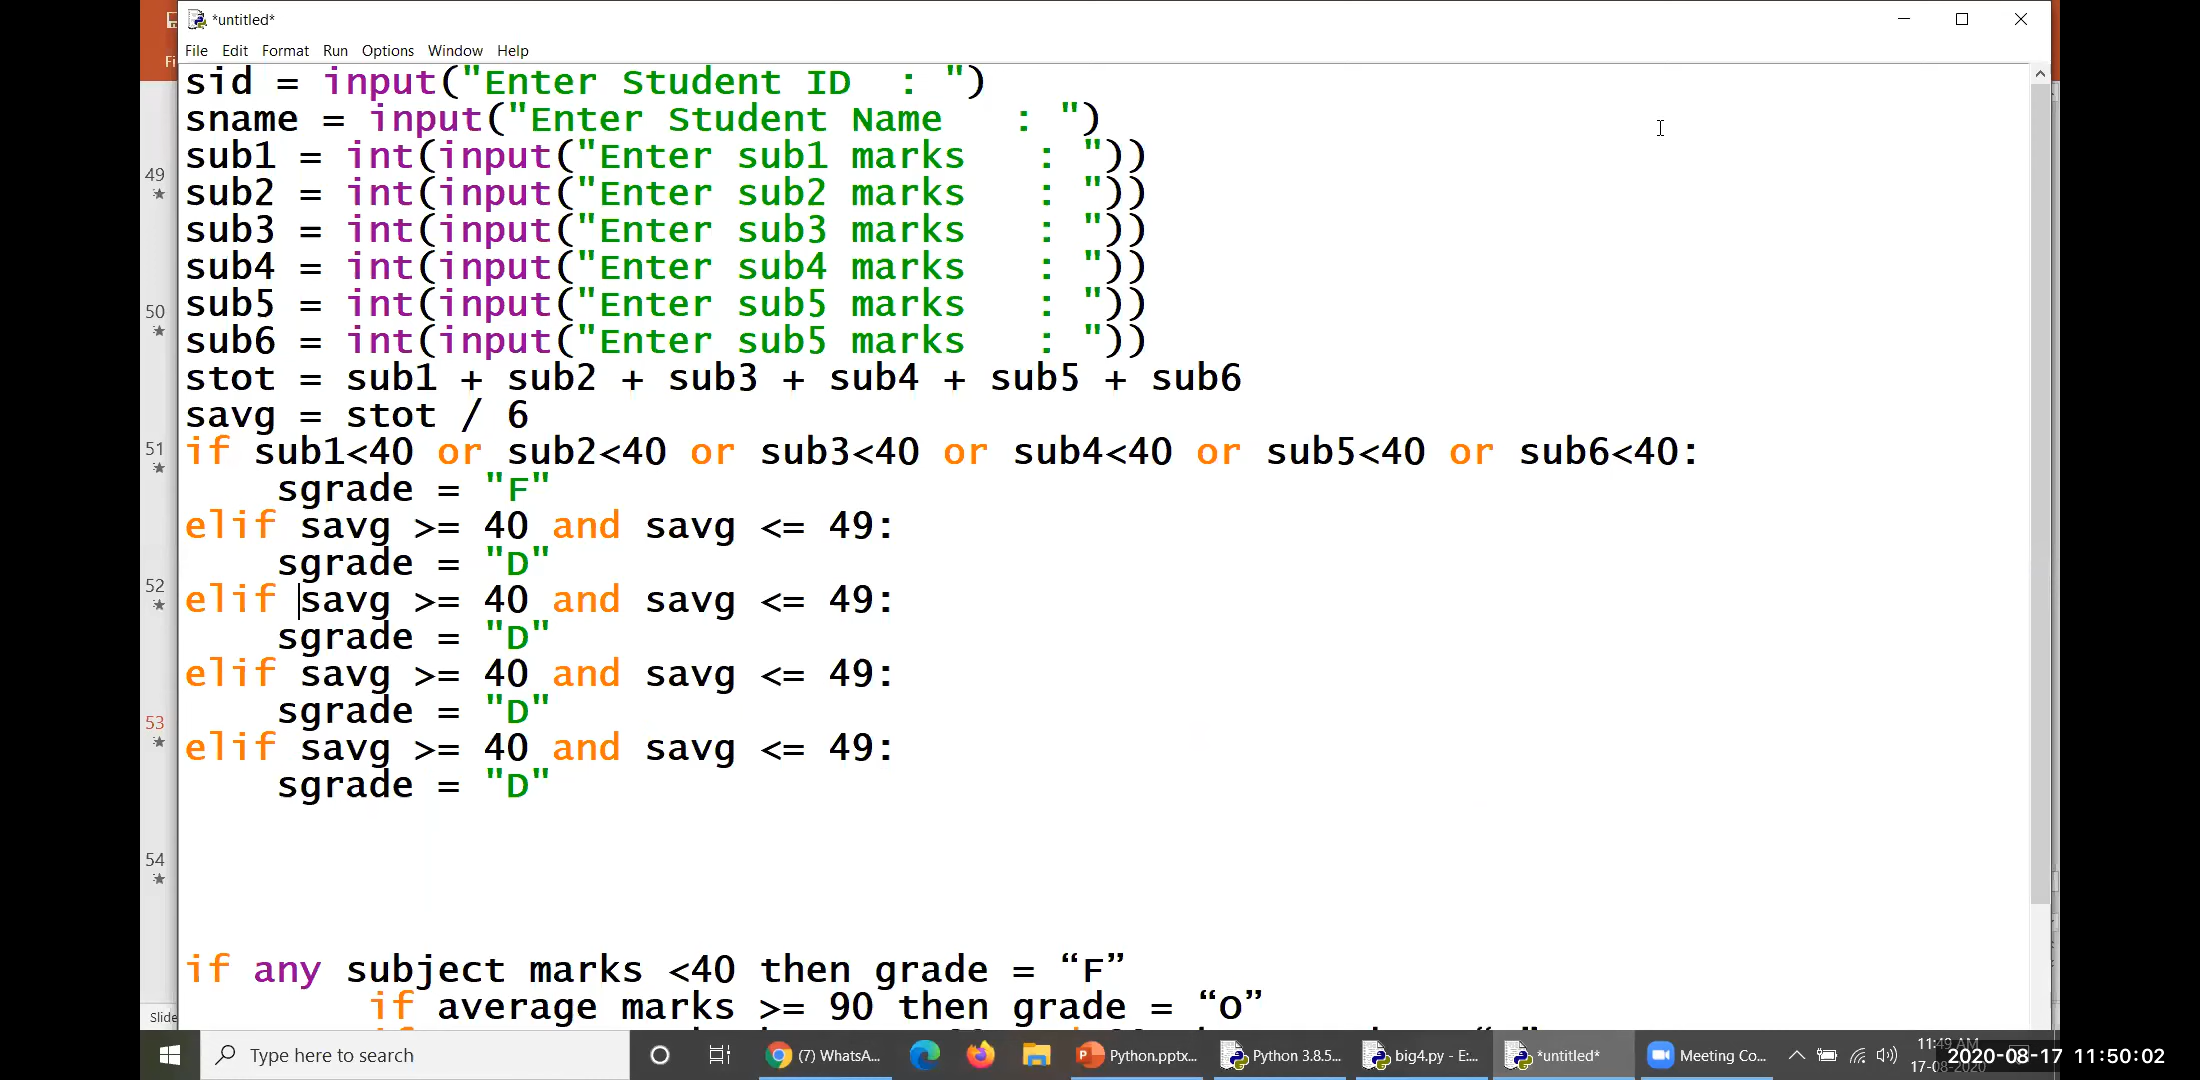 *untitled*
File Edit Format Run Options Window Help
sid = input("Enter Student ID  : ")
sname = input("Enter Student Name   : ")
sub1 = int(input("Enter sub1 marks   : "))
sub2 = int(input("Enter sub2 marks   : "))
sub3 = int(input("Enter sub3 marks   : "))
sub4 = int(input("Enter sub4 marks   : "))
sub5 = int(input("Enter sub5 marks   : "))
sub6 = int(input("Enter sub5 marks   : "))
stot = sub1 + sub2 + sub3 + sub4 + sub5 + sub6
savg = stot / 6
if sub1<40 or sub2<40 or sub3<40 or sub4<40 or sub5<40 or sub6<40:
    sgrade = "F"
elif savg >= 40 and savg <= 49:
    sgrade = "D"
elif savg >= 40 and savg <= 49:
    sgrade = "D"
elif savg >= 40 and savg <= 49:
    sgrade = "D"
elif savg >= 40 and savg <= 49:
    sgrade = "D"
if any subject marks <40 then grade = “F”
        if average marks >= 90 then grade = “O”
Fi
49
50
51
52
53
54
Slide
Type here to search
(7) WhatsA...
Python.pptx...
Python 3.8.5...
big4.py - E:...
*untitled*
Meeting Co...
11:49 AM
17-08-2020
2020-08-17 11:50:02